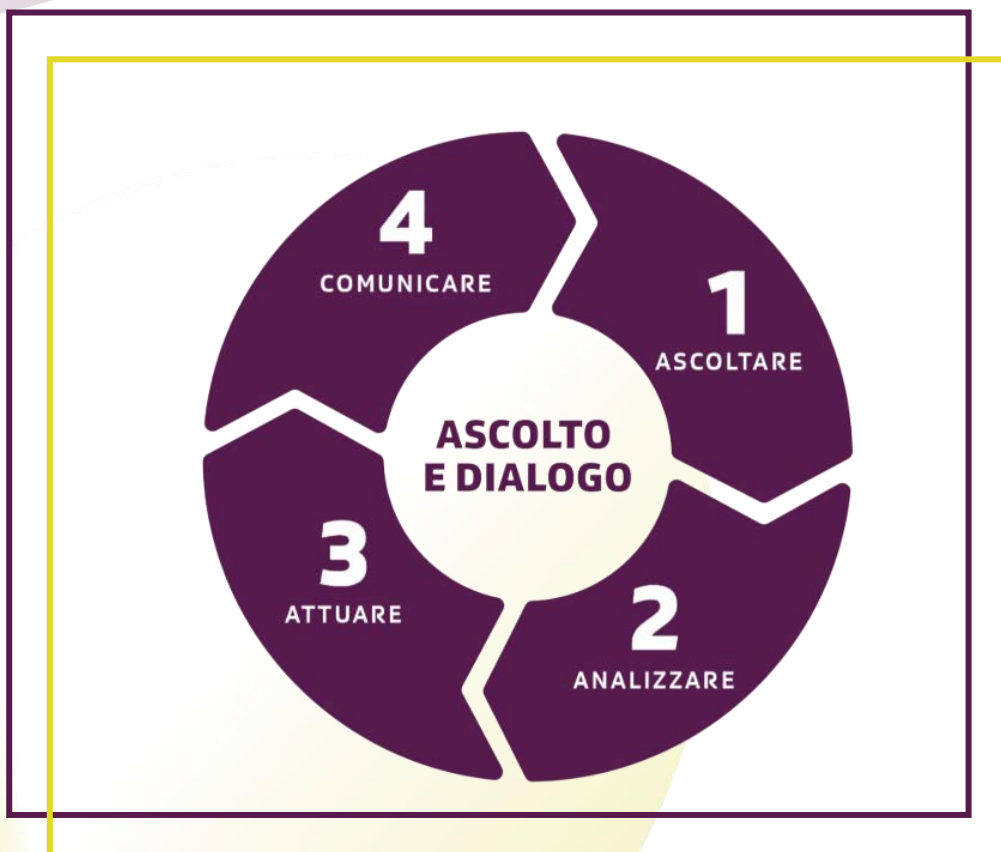 1
ASCOLTARE
2
ANALIZZARE
3
ATTUARE
4
COMUNICARE
ASCOLTO
E DIALOGO